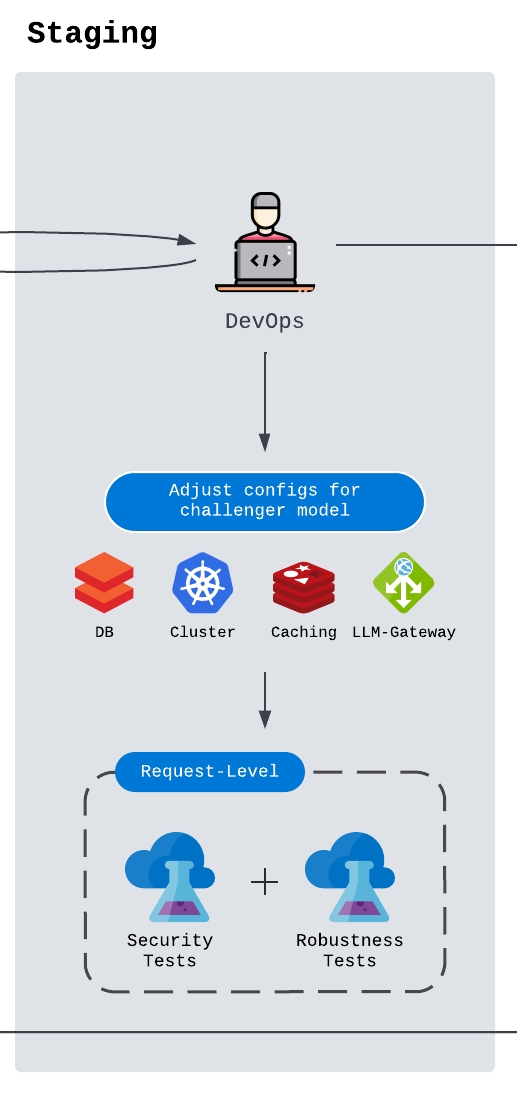 Staging
</>
DevOps
Adjust configs for
challenger model
DB
Cluster
Caching
LLM-Gateway
Request-Level
Security
Tests
Robustness
Tests